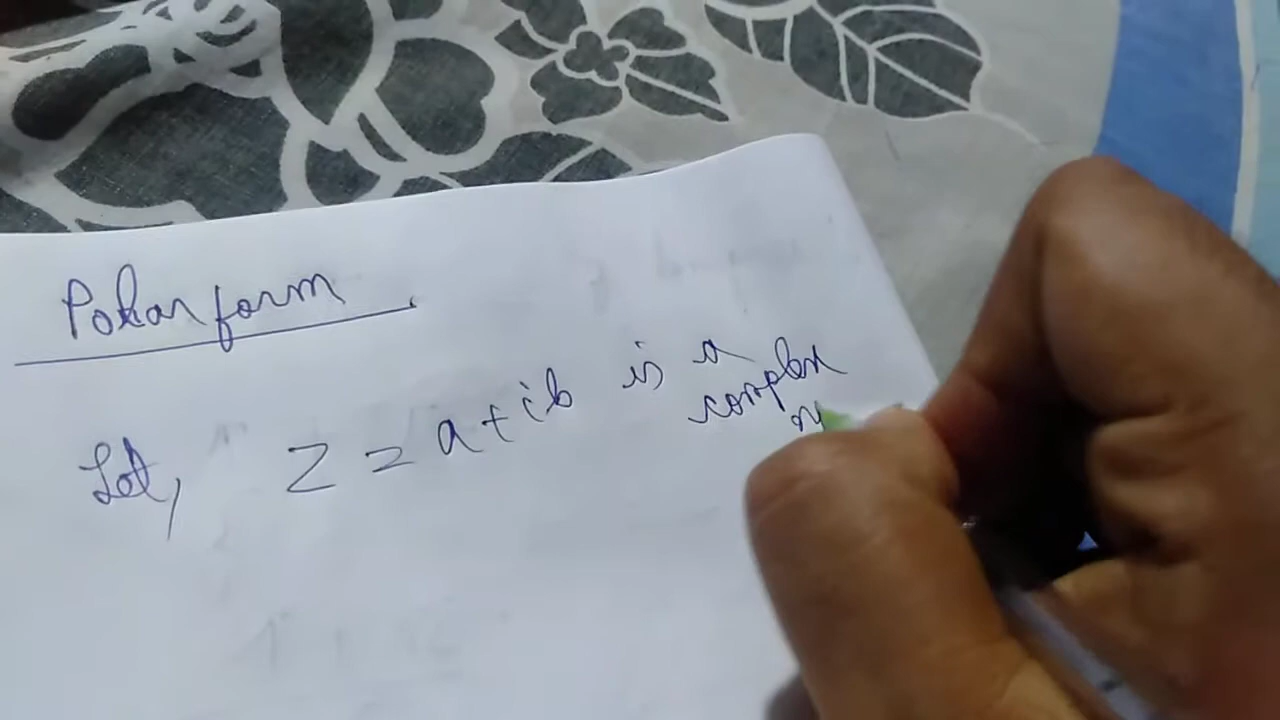 Polar form
Let, Z = a + ib is a
complex
n